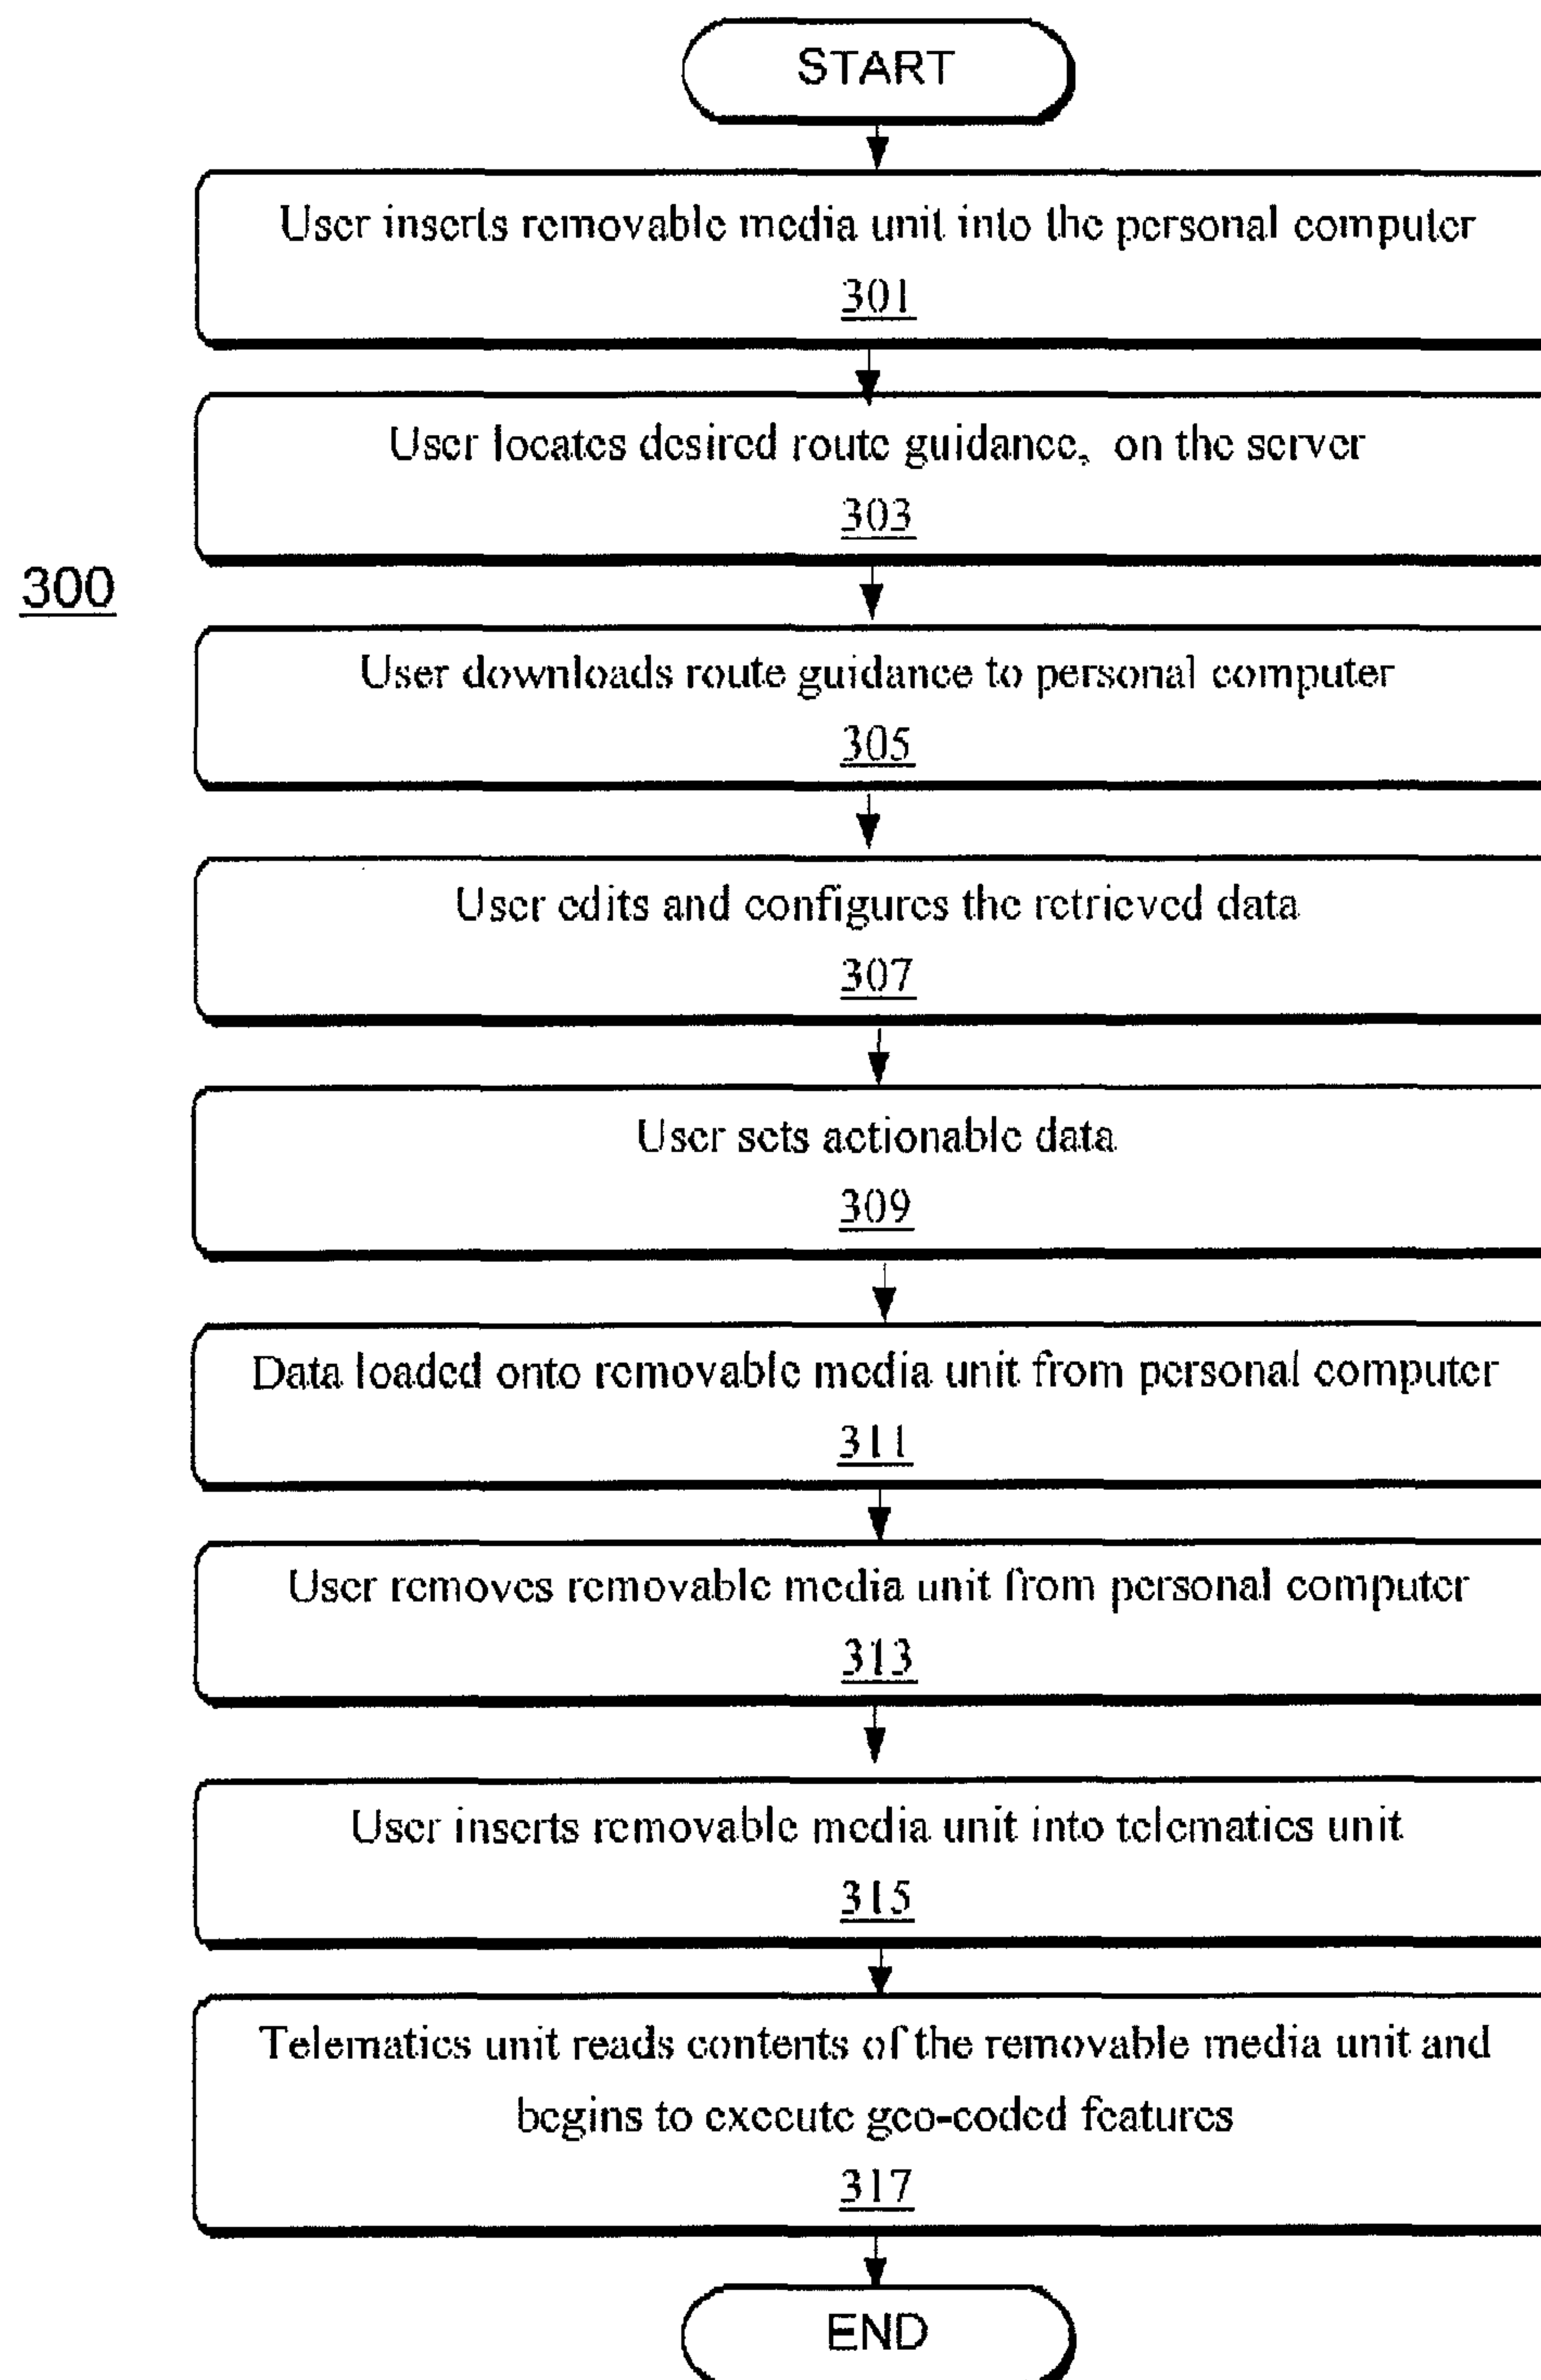 START
User inserts removable media unit into the personal computer
301
User locates desired route guidance, on the server
303
300
User downloads route guidance to personal computer
305
User edits and configures the retrieved data
307
User sets actionable data
309
Data loaded onto removable media unit from personal computer
311
User removes removable media unit from personal computer
313
User inserts removable media unit into telematics unit
315
Telematics unit reads contents of the removable media unit and
begins to execute geo-coded features
317
END